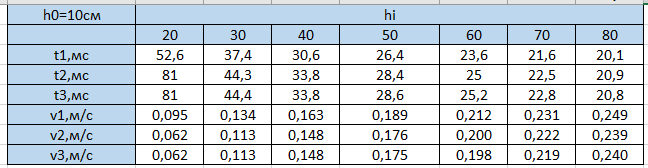 h0=10см hi
20 30 40 50 60 70 80
t1,мс 52,6 37,4 30,6 26,4 23,6 21,6 20,1
t2,мс 81 44,3 33,8 28,4 25 22,5 20,9
t3,мс 81 44,4 33,8 28,6 25,2 22,8 20,8
v1,м/с 0,095 0,134 0,163 0,189 0,212 0,231 0,249
v2,м/с 0,062 0,113 0,148 0,176 0,200 0,222 0,239
v3,м/с 0,062 0,113 0,148 0,175 0,198 0,219 0,240